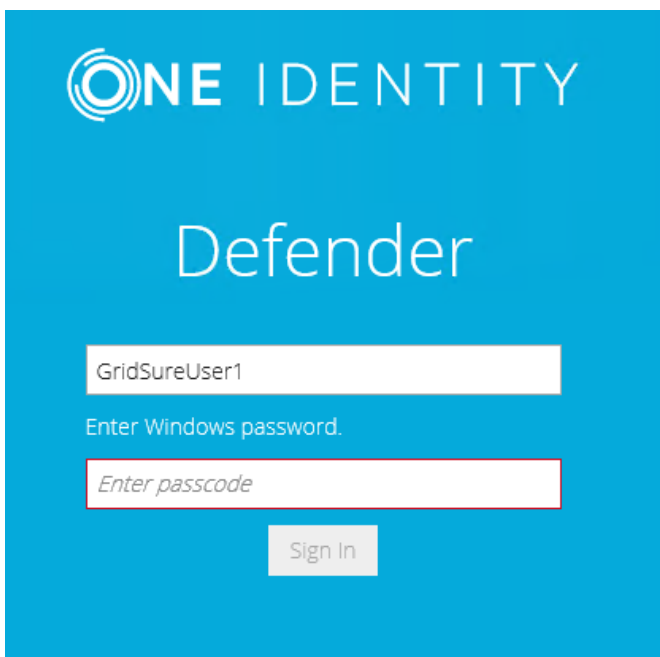 ONE IDENTITY
Defender
GridSureUser1
Enter Windows password.
Enter passcode
Sign In